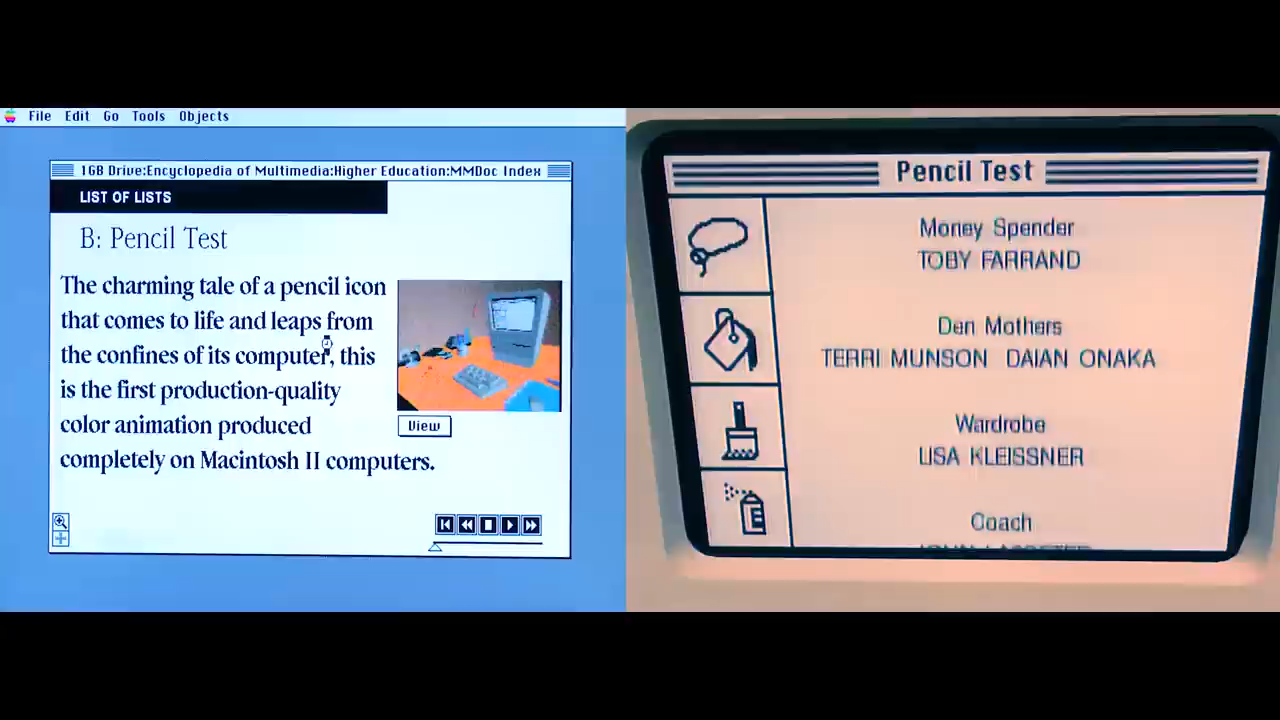 File Edit Go Tools Objects
1GB Drive:Encyclopedia of Multimedia:Higher Education:MMDoc Index
LIST OF LISTS
B: Pencil Test
The charming tale of a pencil icon
that comes to life and leaps from
the confines of its computer, this
is the first production-quality
color animation produced
completely on Macintosh II computers.
View
Pencil Test
Money Spender
TOBY FARRAND
Den Mothers
TERRI MUNSON DAIAN ONAKA
Wardrobe
LISA KLEISSNER
Coach